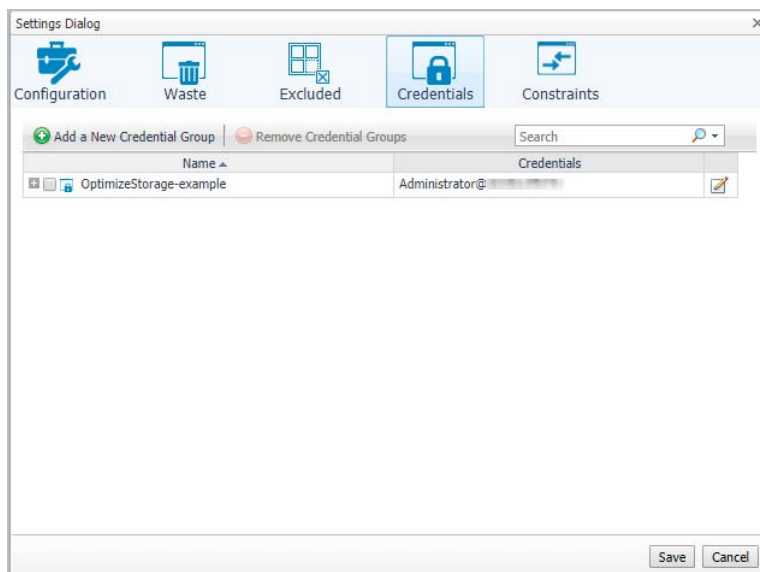 Settings Dialog
Configuration Waste Excluded Credentials Constraints
Add a New Credential Group Remove Credential Groups Search
Name Credentials
OptimizeStorage-example Administrator@
Save Cancel